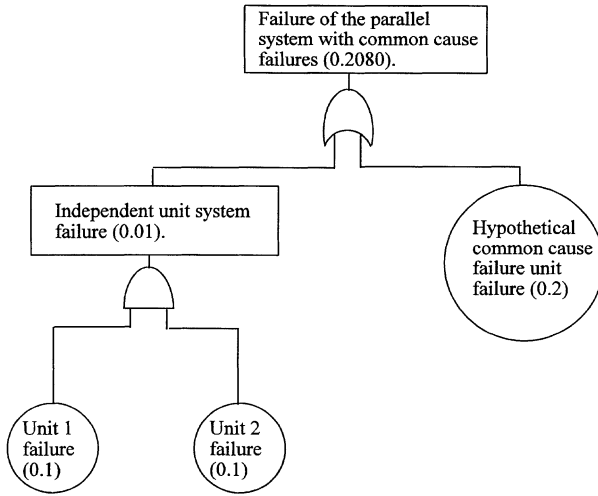 Failure of the parallel
system with common cause
failures (0.2080).
Independent unit system
failure (0.01).
Hypothetical
common cause
failure unit
failure (0.2)
Unit 1
failure
(0.1)
Unit 2
failure
(0.1)